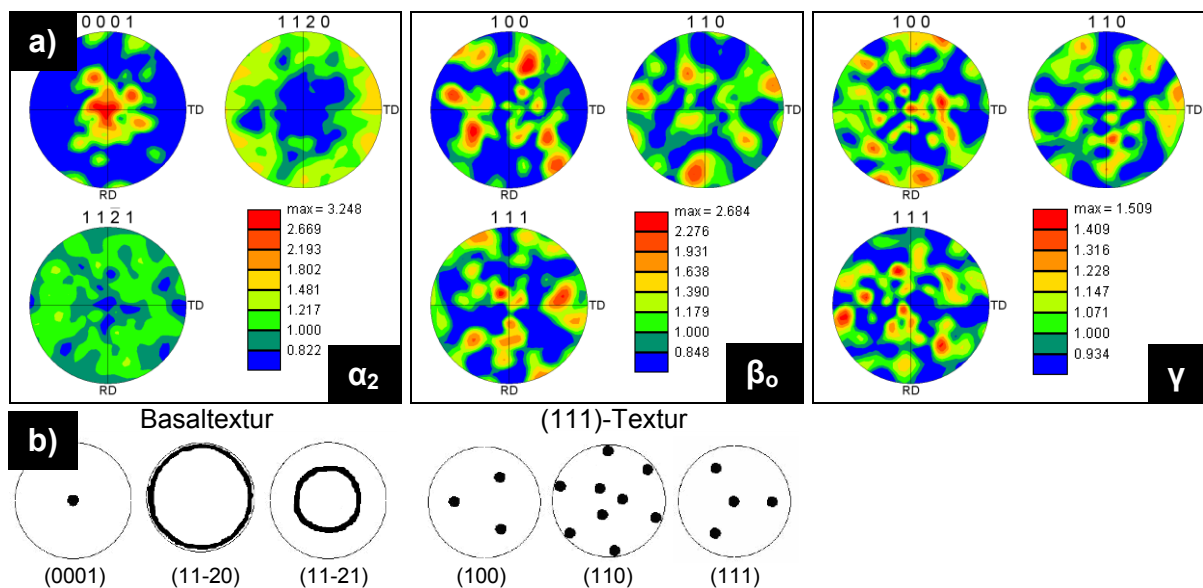 a)
0 0 0 1
1 1 2 0
TD
RD
1 1 2̄ 1
max = 3.248
2.669
2.193
1.802
1.481
1.217
1.000
0.822
TD
RD
α₂
1 0 0
1 1 0
TD
TD
RD
1 1 1
max = 2.684
2.276
1.931
1.638
1.390
1.179
1.000
0.848
TD
RD
βₒ
1 0 0
1 1 0
TD
TD
RD
1 1 1
max = 1.509
1.409
1.316
1.228
1.147
1.071
1.000
0.934
TD
RD
γ
b)
Basaltextur
(111)-Textur
(0001)
(11-20)
(11-21)
(100)
(110)
(111)